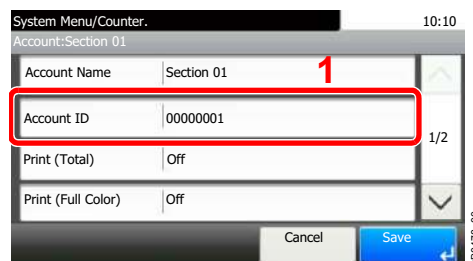 System Menu/Counter.
10:10
Account:Section 01
Account Name Section 01
1
Account ID 00000001
1/2
Print (Total) Off
Print (Full Color) Off
Cancel Save